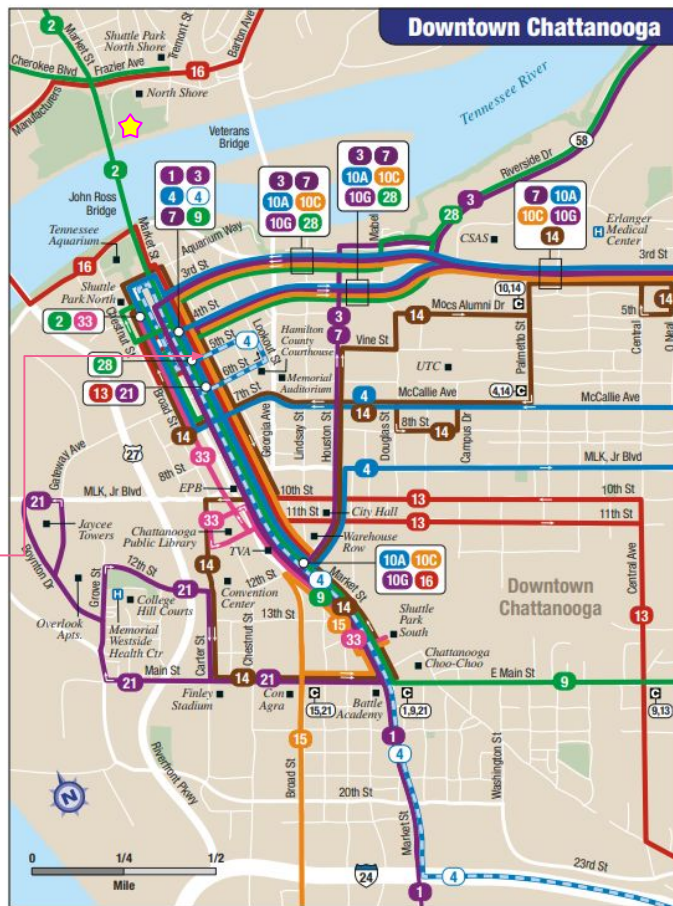 Downtown Chattanooga
2
Market St
Shuttle Park
North Shore
Tremont St
Barton Ave
Cherokee Blvd
Frazier Ave
16
Manufacturers
North Shore
Tennessee River
2
Veterans
Bridge
58
Riverside Dr
John Ross
Bridge
1 3
4 4
7 9
3 7
10A 10C
10G 28
3 7
10A 10C
10G 28
3
28
7 10A
10C 10G
14
Market St
Aquarium Way
Mabel
CSAS
H
Erlanger
Medical
Center
Tennessee
Aquarium
16
3rd St
3rd St
Shuttle
Park North
4th St
10,14
C
Mocs Alumni Dr
14
5th
14
2 33
Chestnut St
5th St
4
Lookout St
Hamilton
County
Courthouse
3
7
Vine St
14
Palmetto St
Central
O Neal
28
6th St
UTC
13 21
7th St
Memorial
Auditorium
4,14
C
Broad St
McCallie Ave
McCallie Ave
4
14
14
Georgia Ave
Lindsay St
Houston St
Douglas St
8th St
14
Campus Dr
Gateway Ave
27
8th St
33
4
MLK, Jr Blvd
EPB
21
MLK, Jr Blvd
10th St
13
10th St
11th St
City Hall
13
11th St
Jaycee
Towers
33
Chattanooga
Public Library
Warehouse
Row
Boynton Dr
TVA
10A 10C
10G 16
Central Ave
12th St
14
12th St
4
Market St
Downtown
Chattanooga
Grove St
21
Convention
Center
9
14
13th St
15
Shuttle
Park
South
13
H
College
Hill Courts
33
Overlook
Apts.
Memorial
Westside
Health Ctr
Carter St
Chestnut St
Chattanooga
Choo-Choo
Main St
E Main St
21
14
21
9
Finley
Stadium
Con
Agra
C
15,21
Battle
Academy
C
1,9,21
C
9,13
15
1
4
Riverfront Pkwy
Broad St
Washington St
20th St
N
Market St
23rd St
0 1/4 1/2
Mile
24
4
1